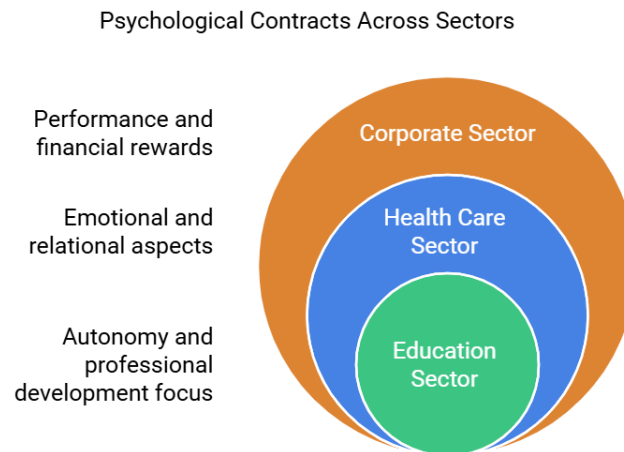 Psychological Contracts Across Sectors
Performance and
financial rewards
Corporate Sector
Emotional and
relational aspects
Health Care
Sector
Autonomy and
professional
development focus
Education
Sector